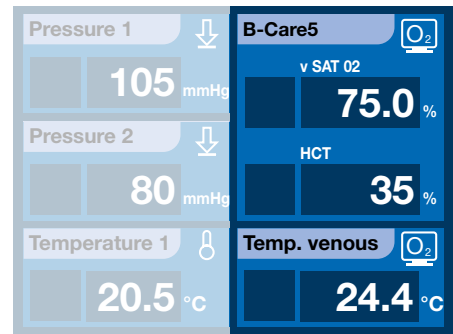 Pressure 1
105 mmHg
Pressure 2
80 mmHg
Temperature 1
20.5 °C
B-Care5 O2
v SAT 02
75.0 %
HCT
35 %
Temp. venous O2
24.4 °C